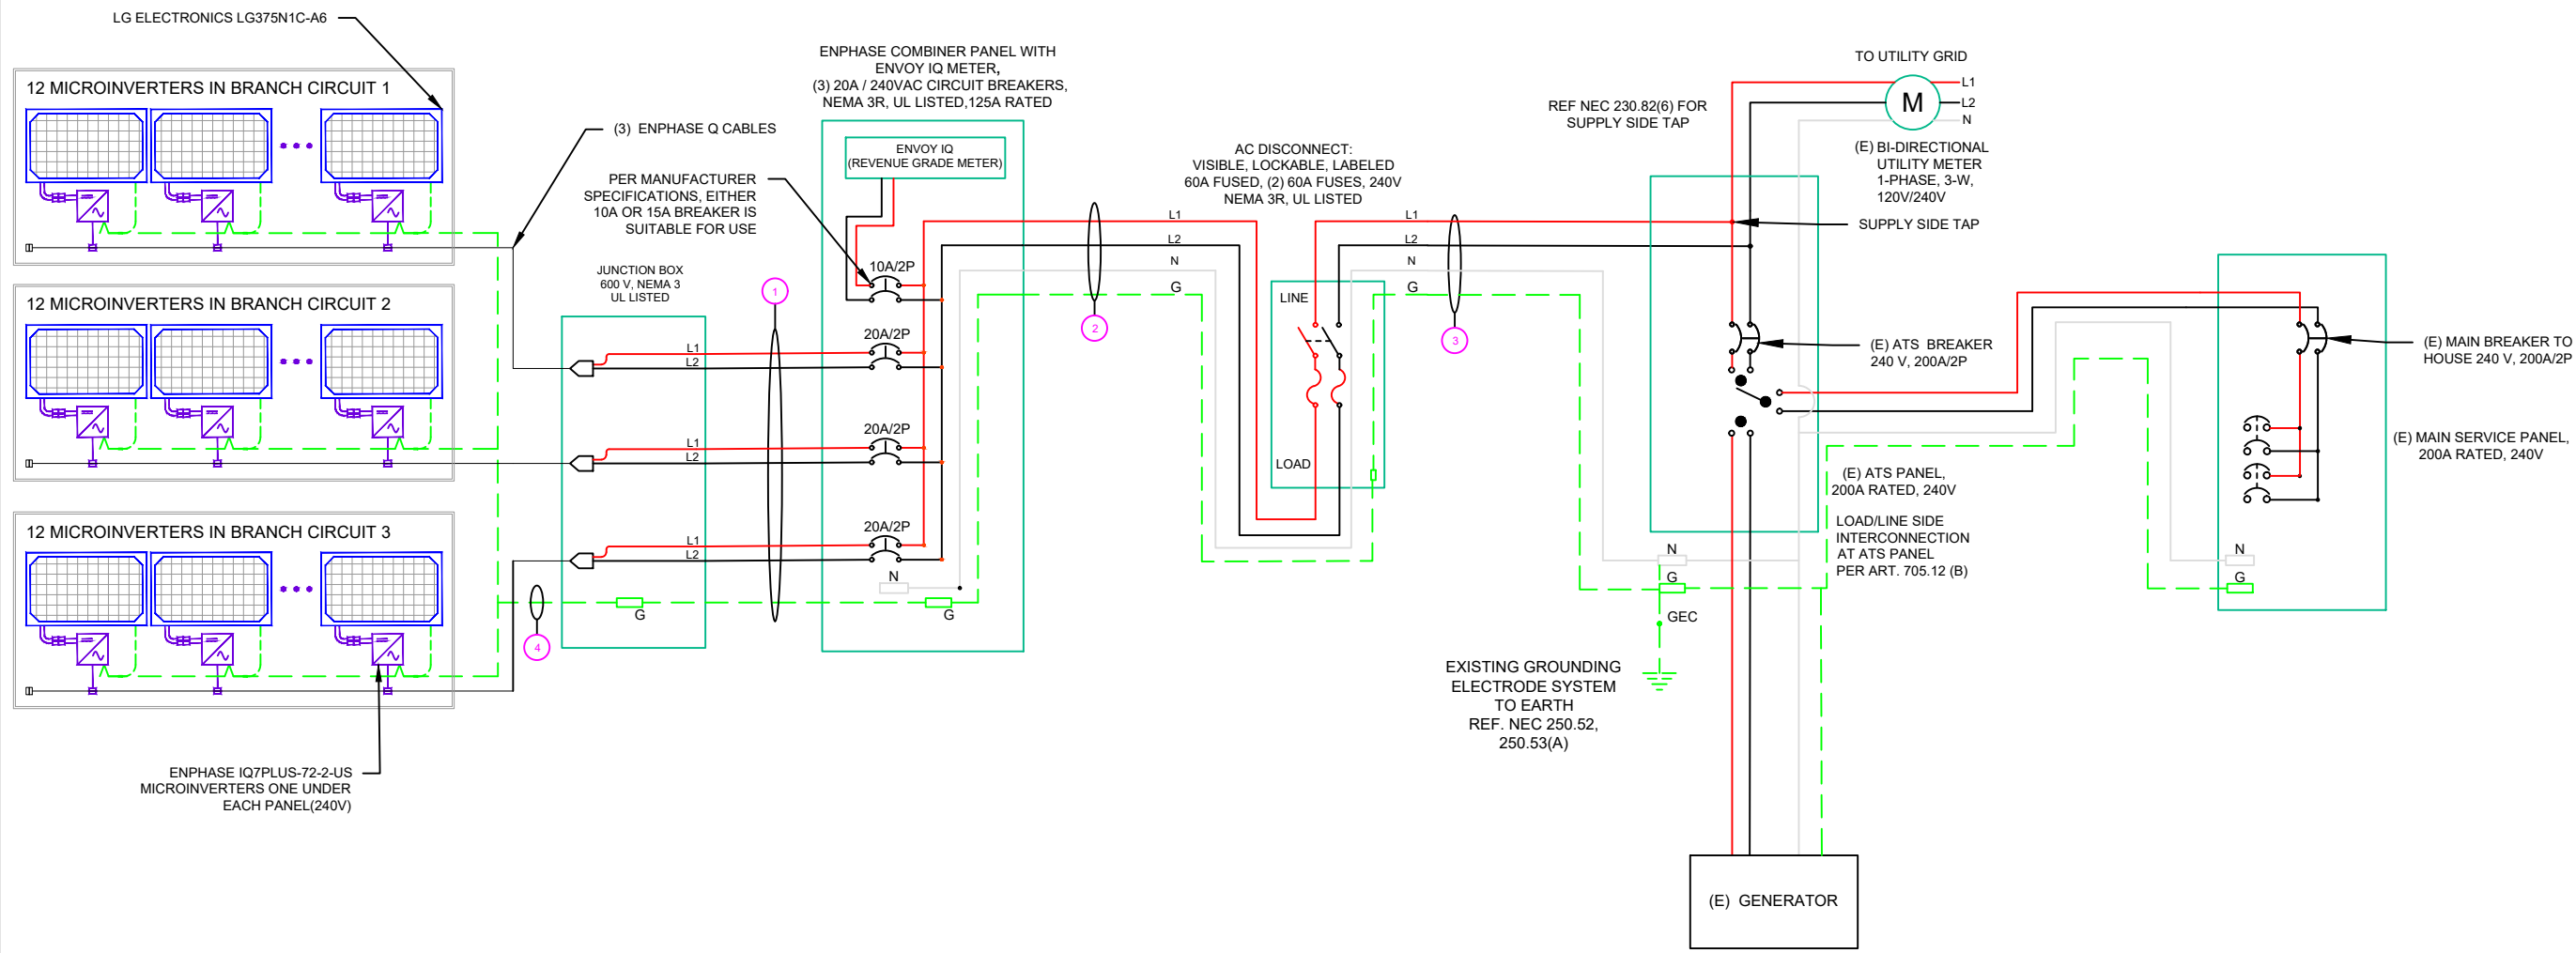 LG ELECTRONICS LG375N1C-A6
12 MICROINVERTERS IN BRANCH CIRCUIT 1
12 MICROINVERTERS IN BRANCH CIRCUIT 2
12 MICROINVERTERS IN BRANCH CIRCUIT 3
ENPHASE IQ7PLUS-72-2-US
MICROINVERTERS ONE UNDER
EACH PANEL(240V)
(3) ENPHASE Q CABLES
PER MANUFACTURER
SPECIFICATIONS, EITHER
10A OR 15A BREAKER IS
SUITABLE FOR USE
JUNCTION BOX
600 V, NEMA 3
UL LISTED
L1
L2
L1
L2
L1
L2
G
4
1
ENPHASE COMBINER PANEL WITH
ENVOY IQ METER,
(3) 20A / 240VAC CIRCUIT BREAKERS,
NEMA 3R, UL LISTED,125A RATED
ENVOY IQ
(REVENUE GRADE METER)
10A/2P
20A/2P
20A/2P
20A/2P
N
G
2
L1
L2
N
G
AC DISCONNECT:
VISIBLE, LOCKABLE, LABELED
60A FUSED, (2) 60A FUSES, 240V
NEMA 3R, UL LISTED
LINE
LOAD
L1
L2
N
G
3
REF NEC 230.82(6) FOR
SUPPLY SIDE TAP
TO UTILITY GRID
M
L1
L2
N
(E) BI-DIRECTIONAL
UTILITY METER
1-PHASE, 3-W,
120V/240V
SUPPLY SIDE TAP
(E) ATS BREAKER
240 V, 200A/2P
(E) ATS PANEL,
200A RATED, 240V
LOAD/LINE SIDE
INTERCONNECTION
AT ATS PANEL
PER ART. 705.12 (B)
N
G
GEC
EXISTING GROUNDING
ELECTRODE SYSTEM
TO EARTH
REF. NEC 250.52,
250.53(A)
(E) GENERATOR
(E) MAIN BREAKER TO
HOUSE 240 V, 200A/2P
(E) MAIN SERVICE PANEL,
200A RATED, 240V
N
G